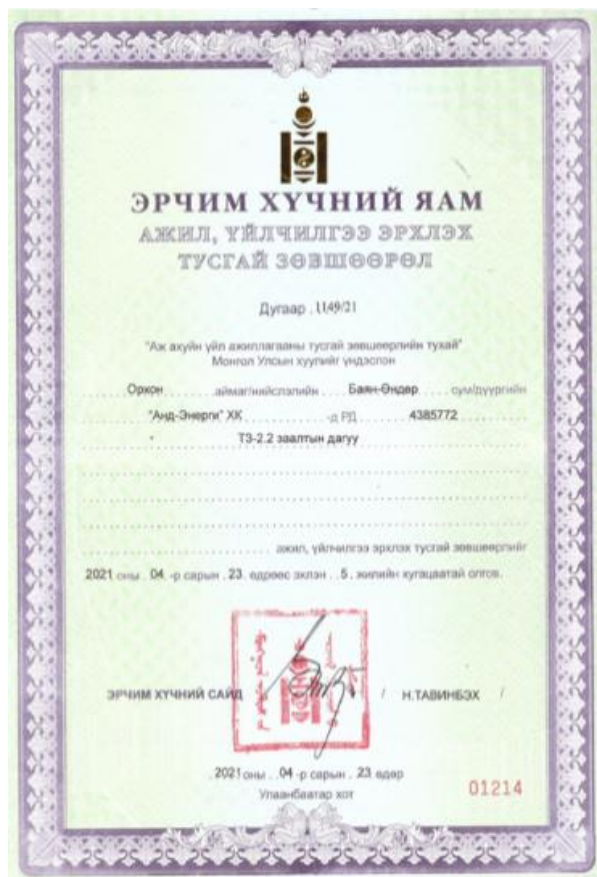 ЭРЧИМ ХҮЧНИЙ ЯАМ
АЖИЛ, ҮЙЛЧИЛГЭЭ ЭРХЛЭХ
ТУСГАЙ ЗӨВШӨӨРӨЛ
Дугаар . 1149/21
"Аж ахуйн үйл ажиллагааны тусгай зөвшөөрлийн тухай"
Монгол Улсын хуулийг үндэслэн
Орхон аймаг/нийслэлийн Баян-Өндөр сум/дүүргийн
"Анд-Энерги" ХК -д РД 4385772
ТЗ-2.2 заалтын дагуу
ажил, үйлчилгээ эрхлэх тусгай зөвшөөрлийг
2021 оны . 04 -р сарын . 23. өдрөөс эхлэн . . 5 . жилийн хугацаатай олгов.
ЭРЧИМ ХҮЧНИЙ САЙД / Н.ТАВИНБЭХ /
. 2021 оны . . 04 -р сарын . 23 өдөр
Улаанбаатар хот
01214